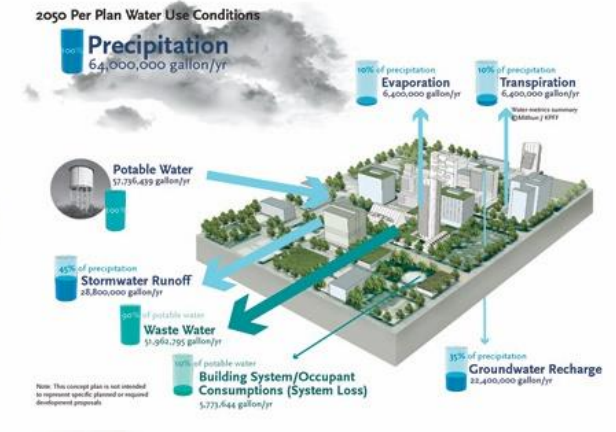 2050 Per Plan Water Use Conditions
100%
Precipitation
64,000,000 gallon/yr
10% of precipitation
Evaporation
6,400,000 gallon/yr
10% of precipitation
Transpiration
6,400,000 gallon/yr
Water metrics summary
©Mithun / KPFF
Potable Water
57,736,439 gallon/yr
100%
45% of precipitation
Stormwater Runoff
28,800,000 gallon/yr
90% of potable water
Waste Water
51,962,795 gallon/yr
10% of potable water
Building System/Occupant
Consumptions (System Loss)
5,773,644 gallon/yr
35% of precipitation
Groundwater Recharge
22,400,000 gallon/yr
Note: This concept plan is not intended
to represent specific planned or required
development proposals